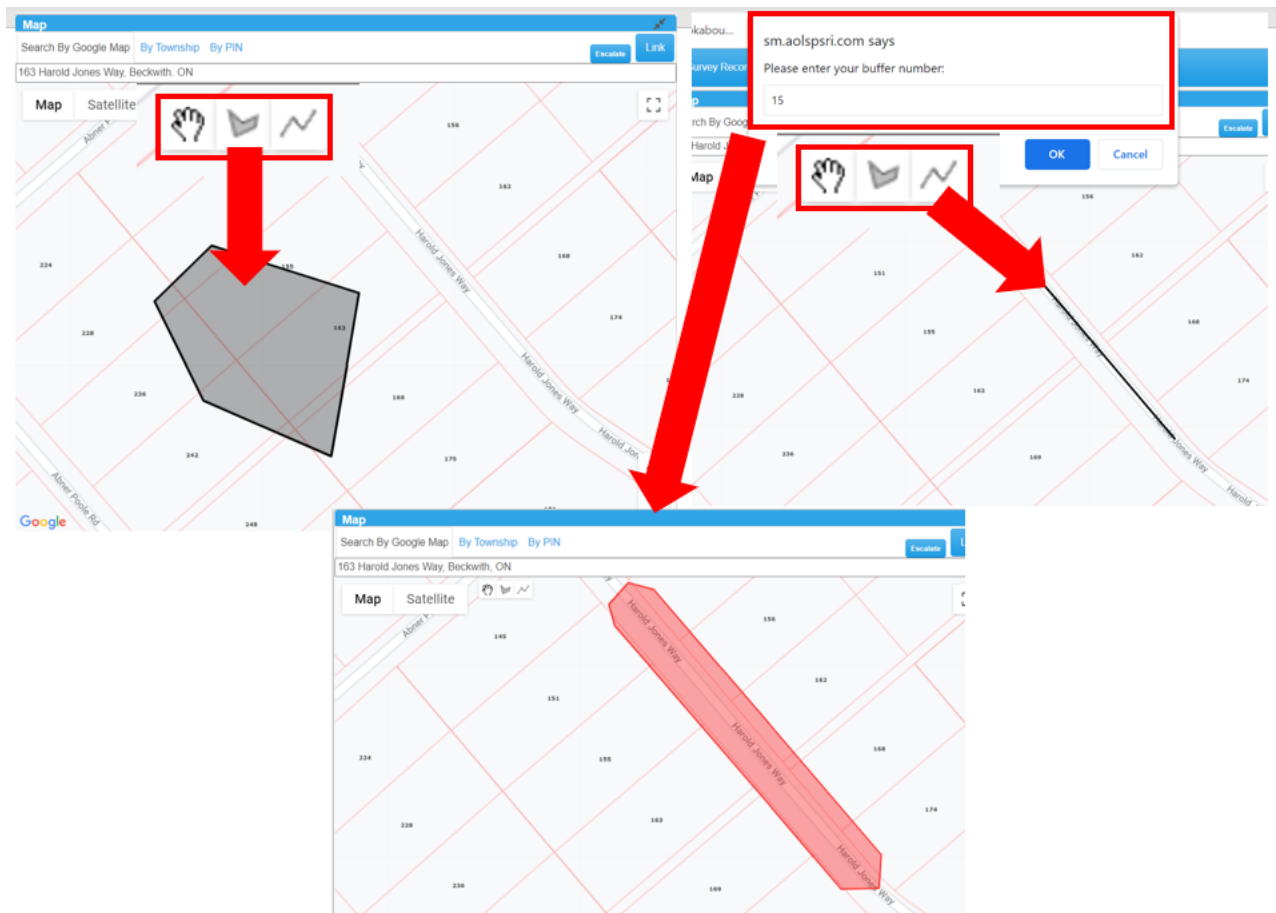 Map
Search By Google Map By Township By PIN
Escalate Link
163 Harold Jones Way, Beckwith, ON
Map Satellite
Abner
156
162
Harold Jones Way
168
224
155
174
228
163
Harold Jones Way
236
169
Harold Jon
242
175
Abner Poole Rd
248
Google
okabou...
sm.aolspsri.com says
Please enter your buffer number:
15
OK Cancel
Survey Recor
rch By Goog
Escalate
Harold J
Map
156
162
151
Harold Jones Way
168
155
174
228
163
236
169
Jones Way
Harold
Map
Search By Google Map By Township By PIN
Escalate L
163 Harold Jones Way, Beckwith, ON
Map Satellite
Abner P
145
156
Harold Jones Way
162
151
Harold Jones Way
168
224
155
174
228
163
Harold Jones Way
236
169